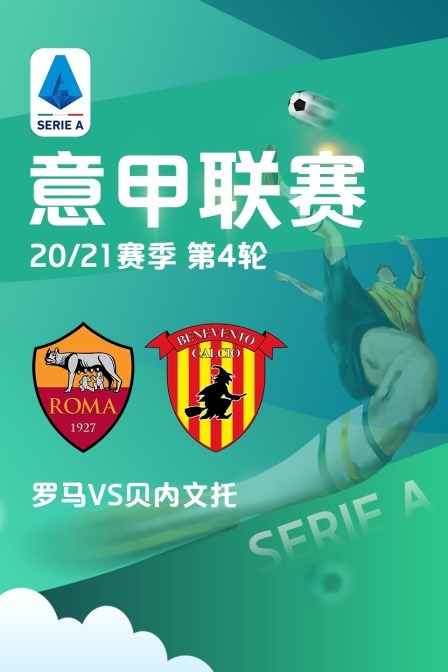 SERIE A
意甲联赛
20/21赛季 第4轮
BENEVENTO
CALCIO
ROMA
1927
罗马VS贝内文托
SERIE A